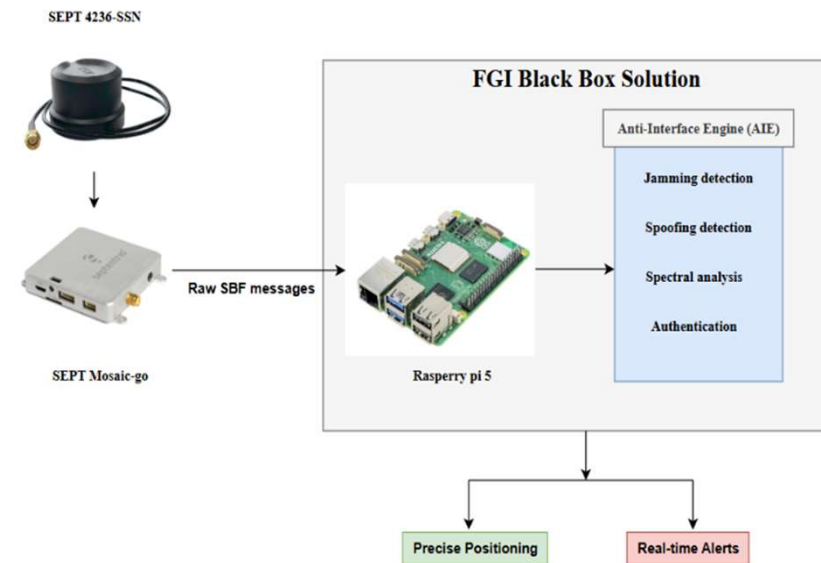 SEPT 4236-SSN
FGI Black Box Solution
Anti-Interface Engine (AIE)
Jamming detection
Spoofing detection
Spectral analysis
Authentication
Raw SBF messages
SEPT Mosaic-go
Rasperry pi 5
septentrio
Precise Positioning
Real-time Alerts